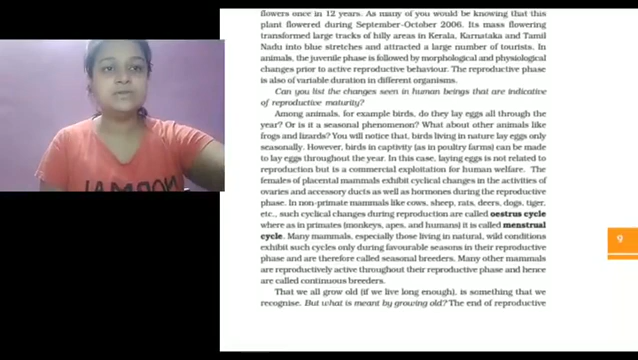 flowers once in 12 years. As many of you would be knowing that this
plant flowered during September-October 2006. Its mass flowering
transformed large tracks of hilly areas in Kerala, Karnataka and Tamil
Nadu into blue stretches and attracted a large number of tourists. In
animals, the juvenile phase is followed by morphological and physiological
changes prior to active reproductive behaviour. The reproductive phase
is also of variable duration in different organisms.
Can you list the changes seen in human beings that are indicative
of reproductive maturity?
Among animals, for example birds, do they lay eggs all through the
year? Or is it a seasonal phenomenon? What about other animals like
frogs and lizards? You will notice that, birds living in nature lay eggs only
seasonally. However, birds in captivity (as in poultry farms) can be made
to lay eggs throughout the year. In this case, laying eggs is not related to
reproduction but is a commercial exploitation for human welfare. The
females of placental mammals exhibit cyclical changes in the activities of
ovaries and accessory ducts as well as hormones during the reproductive
phase. In non-primate mammals like cows, sheep, rats, deers, dogs, tiger,
etc., such cyclical changes during reproduction are called oestrus cycle
where as in primates (monkeys, apes, and humans) it is called menstrual
cycle. Many mammals, especially those living in natural, wild conditions
exhibit such cycles only during favourable seasons in their reproductive
phase and are therefore called seasonal breeders. Many other mammals
are reproductively active throughout their reproductive phase and hence
are called continuous breeders.
That we all grow old (if we live long enough), is something that we
recognise. But what is meant by growing old? The end of reproductive
9
I AM
NORMAL